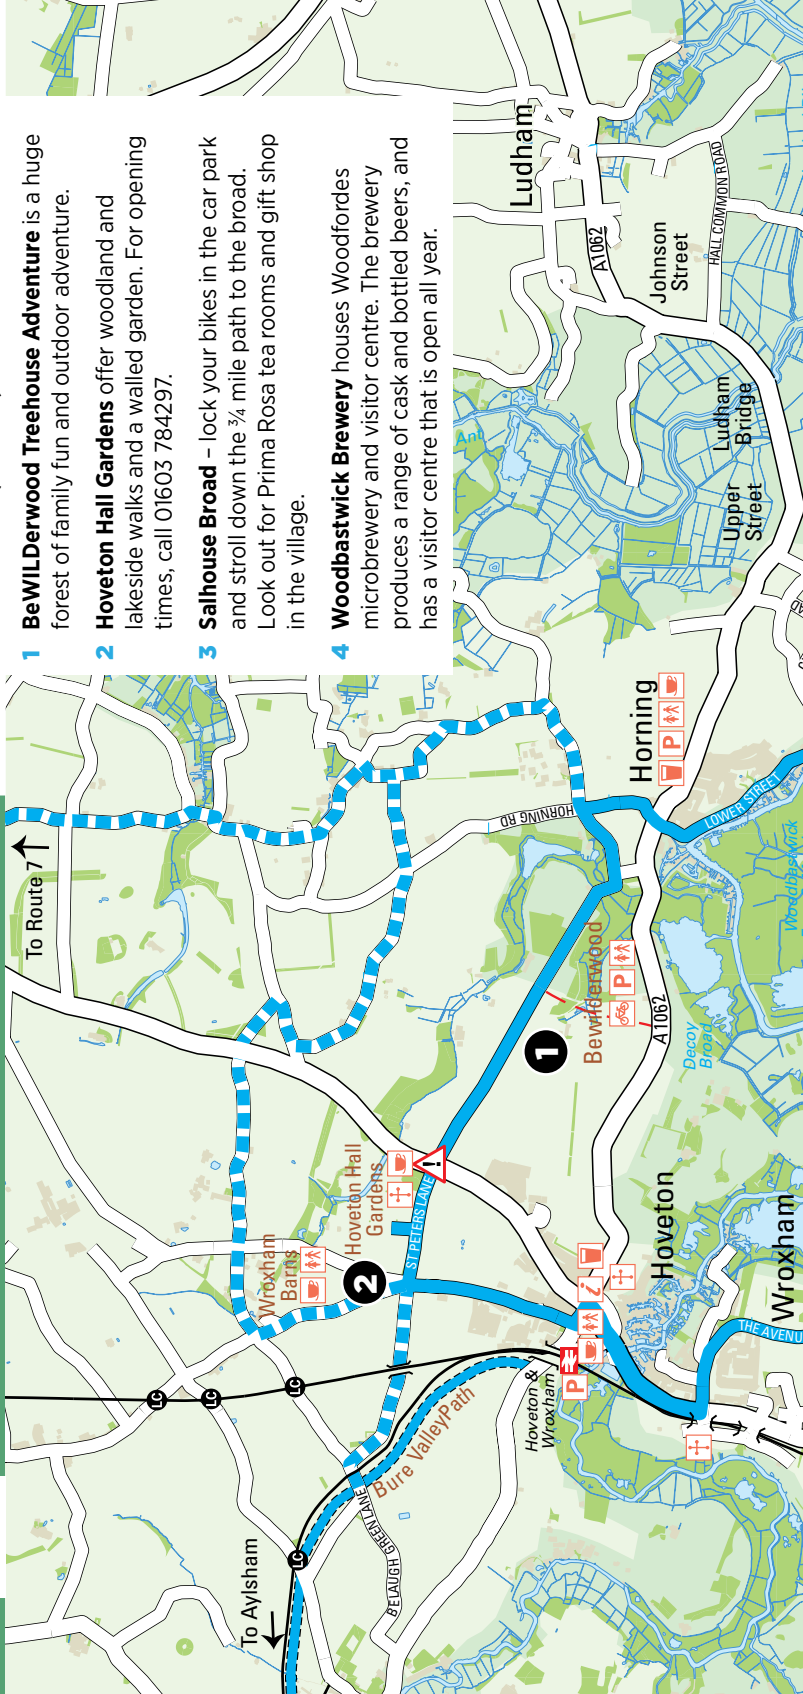 1 BeWILDerwood Treehouse Adventure is a huge
forest of family fun and outdoor adventure.
2 Hoveton Hall Gardens offer woodland and
lakeside walks and a walled garden. For opening
times, call 01603 784297.
3 Salhouse Broad – lock your bikes in the car park
and stroll down the ¾ mile path to the broad.
Look out for Prima Rosa tea rooms and gift shop
in the village.
4 Woodbastwick Brewery houses Woodfordes
microbrewery and visitor centre. The brewery
produces a range of cask and bottled beers, and
has a visitor centre that is open all year.
To Route 7
To Aylsham
LC
LC
LC
LC
Wroxham
Barns
2
Hoveton Hall
Gardens
ST PETERS LANE
!
Bure Valley Path
BELAUGH GREEN LANE
Hoveton &
Wroxham
P
i
Hoveton
Wroxham
THE AVENU
1
Bewilderwood
P
A1062
Decoy
Broad
HORNING RD
Horning
P
LOWER STREET
Woodbastwick
Ant
Upper
Street
Ludham
Bridge
Ludham
A1062
Johnson
Street
HALL COMMON ROAD